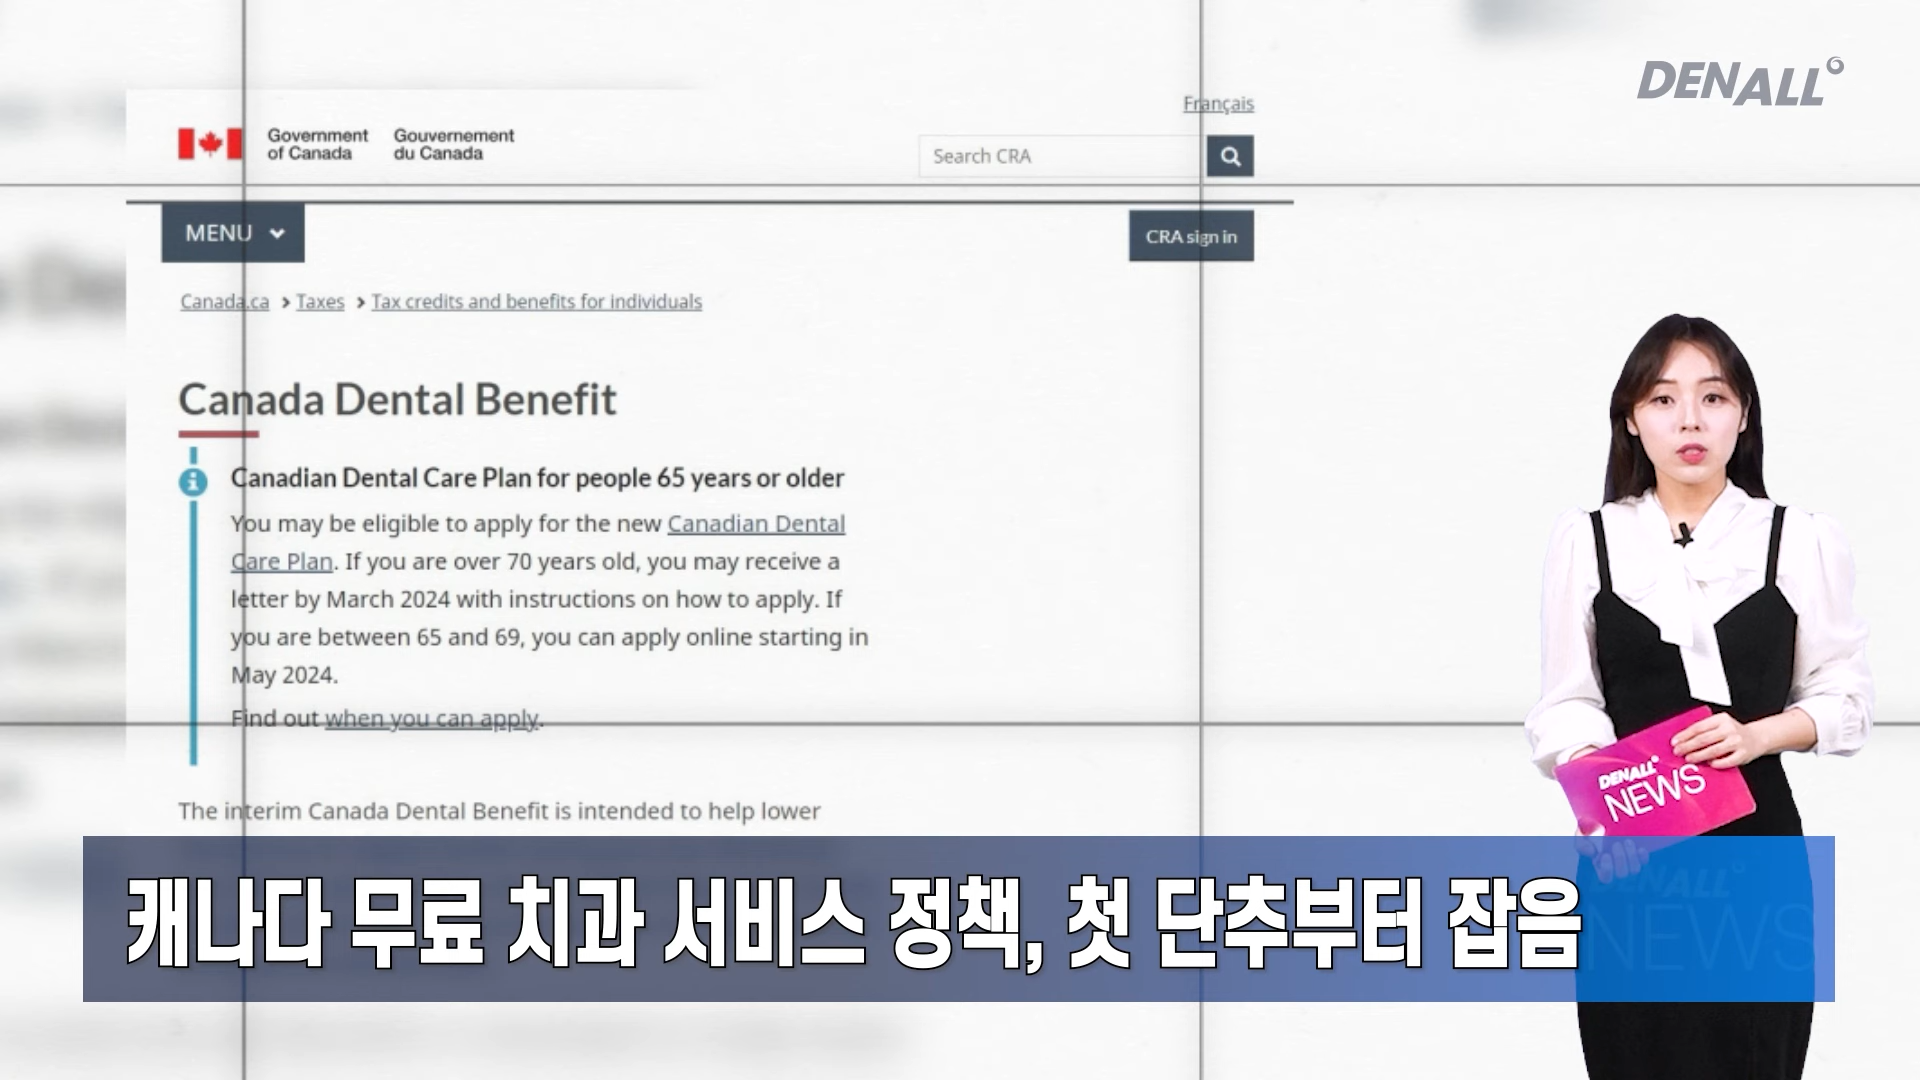 DENALL
Français
Government of Canada
Gouvernement du Canada
Search CRA
MENU
CRA sign in
Canada.ca > Taxes > Tax credits and benefits for individuals
Canada Dental Benefit
Canadian Dental Care Plan for people 65 years or older
You may be eligible to apply for the new Canadian Dental
Care Plan. If you are over 70 years old, you may receive a
letter by March 2024 with instructions on how to apply. If
you are between 65 and 69, you can apply online starting in
May 2024.
Find out when you can apply.
The interim Canada Dental Benefit is intended to help lower
DENALL
NEWS
캐나다 무료 치과 서비스 정책, 첫 단추부터 잡음
DENALL
NEWS